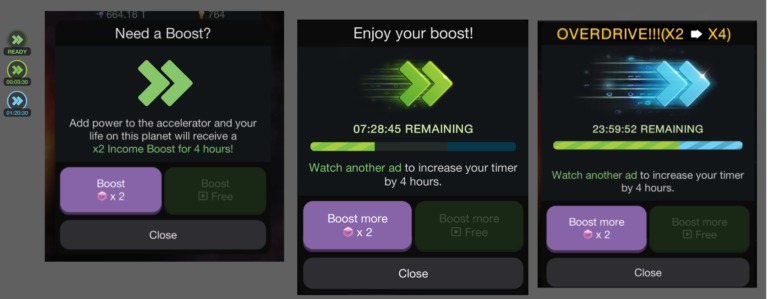 READY
00:03:00
01:20:30
664.16 T
764
Need a Boost?
Add power to the accelerator and your
life on this planet will receive a
x2 Income Boost for 4 hours!
Boost
x 2
Boost
Free
Close
Enjoy your boost!
07:28:45 REMAINING
Watch another ad to increase your timer
by 4 hours.
Boost more
x 2
Boost more
Free
Close
OVERDRIVE!!!(X2 X4)
23:59:52 REMAINING
Watch another ad to increase your timer
by 4 hours.
Boost more
x 2
Boost more
Free
Close